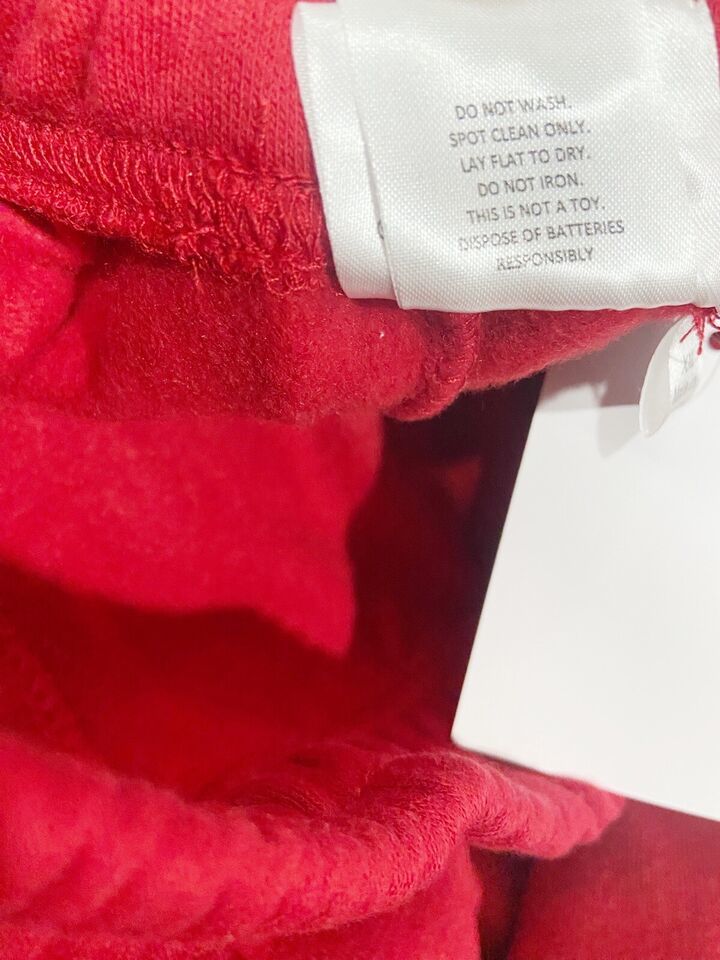 DO NOT WASH.
SPOT CLEAN ONLY.
LAY FLAT TO DRY.
DO NOT IRON.
THIS IS NOT A TOY.
DISPOSE OF BATTERIES
RESPONSIBLY